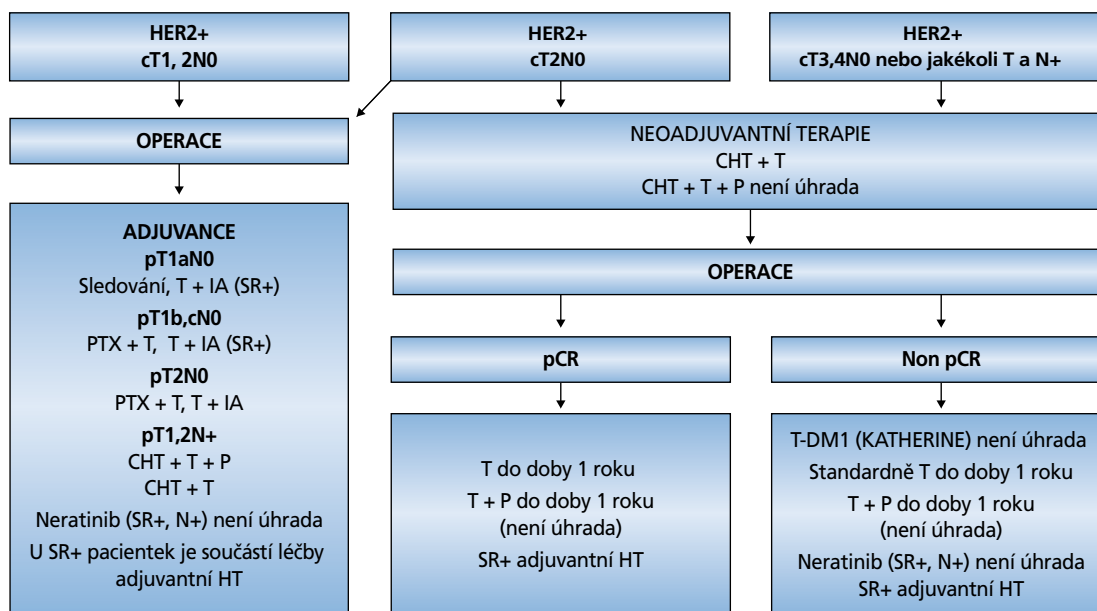 HER2+
cT1, 2N0
HER2+
cT2N0
HER2+
cT3,4N0 nebo jakékoli T a N+
OPERACE
NEOADJUVANTNÍ TERAPIE
CHT + T
CHT + T + P není úhrada
ADJUVANCE
pT1aN0
Sledování, T + IA (SR+)
pT1b,cN0
PTX + T, T + IA (SR+)
pT2N0
PTX + T, T + IA
pT1,2N+
CHT + T + P
CHT + T
Neratinib (SR+, N+) není úhrada
U SR+ pacientek je součástí léčby
adjuvantní HT
OPERACE
pCR
Non pCR
T do doby 1 roku
T + P do doby 1 roku
(není úhrada)
SR+ adjuvantní HT
T-DM1 (KATHERINE) není úhrada
Standardně T do doby 1 roku
T + P do doby 1 roku
(není úhrada)
Neratinib (SR+, N+) není úhrada
SR+ adjuvantní HT